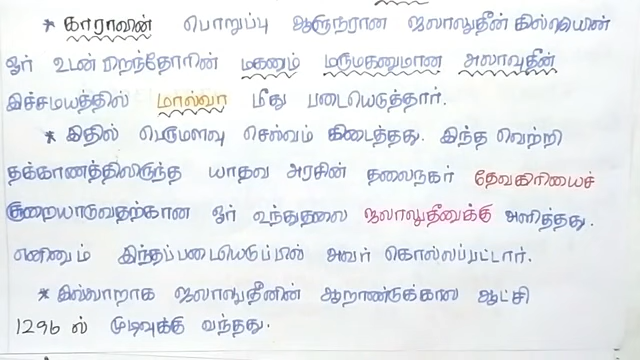 * காராவின் பொறுப்பு ஆளுநரான ஜலாலுதீன் கில்ஜியின்
ஓர் உடன் பிறந்தோரின் மகனும் மருமகனுமான அலாவுதீன்
இச்சமயத்தில் மால்வா மீது படையெடுத்தார்.
* இதில் பெருமளவு செல்வம் கிடைத்தது. இந்த வெற்றி
தக்காணத்திலிருந்த யாதவ அரசின் தலைநகர் தேவகிரியைச்
சூறையாடுவதற்கான ஓர் உந்துதலை ஜலாலுதீனுக்கு அளித்தது.
எனினும் இந்தப்படையெடுப்பில் அவர் கொல்லப்பட்டார்.
* இவ்வாறாக ஜலாலுதீனின் ஆறாண்டுக்கால ஆட்சி
1296 ல் முடிவுக்கு வந்தது.